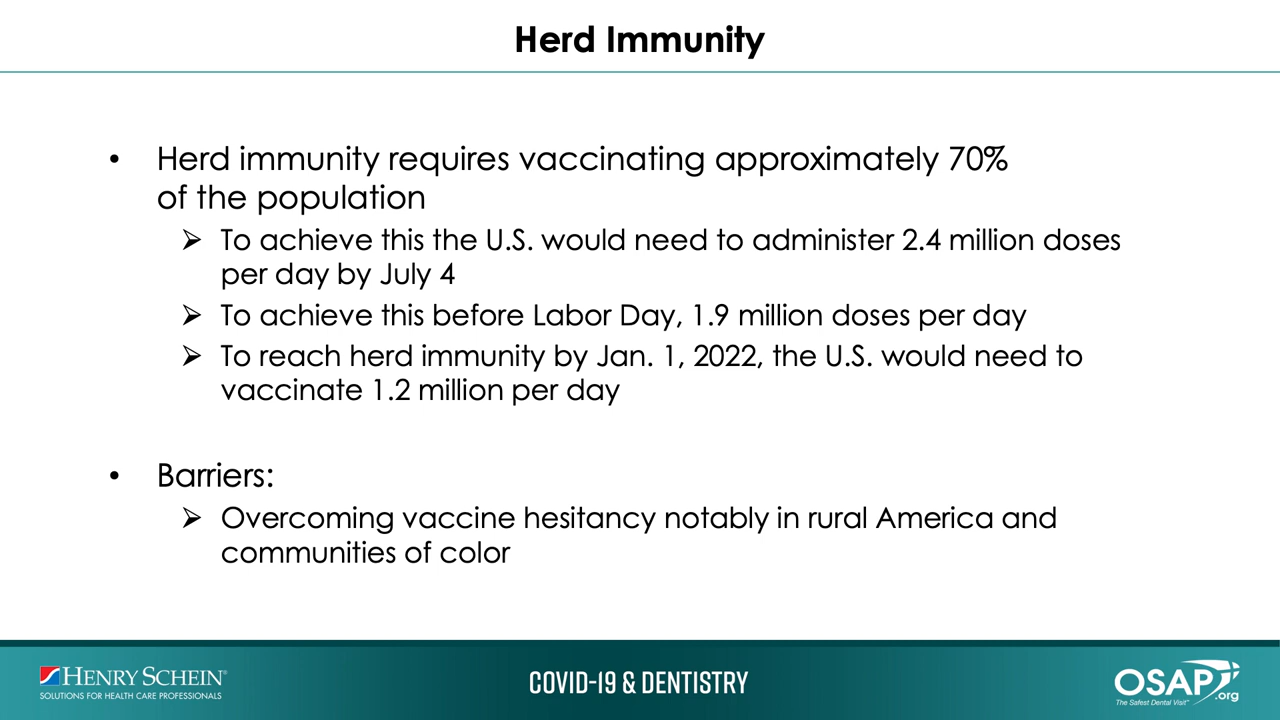 Herd Immunity
• Herd immunity requires vaccinating approximately 70%
of the population
➢ To achieve this the U.S. would need to administer 2.4 million doses
per day by July 4
➢ To achieve this before Labor Day, 1.9 million doses per day
➢ To reach herd immunity by Jan. 1, 2022, the U.S. would need to
vaccinate 1.2 million per day
• Barriers:
➢ Overcoming vaccine hesitancy notably in rural America and
communities of color
HENRY SCHEIN®
SOLUTIONS FOR HEALTH CARE PROFESSIONALS
COVID-19 & DENTISTRY
OSAP.org
The Safest Dental Visit™